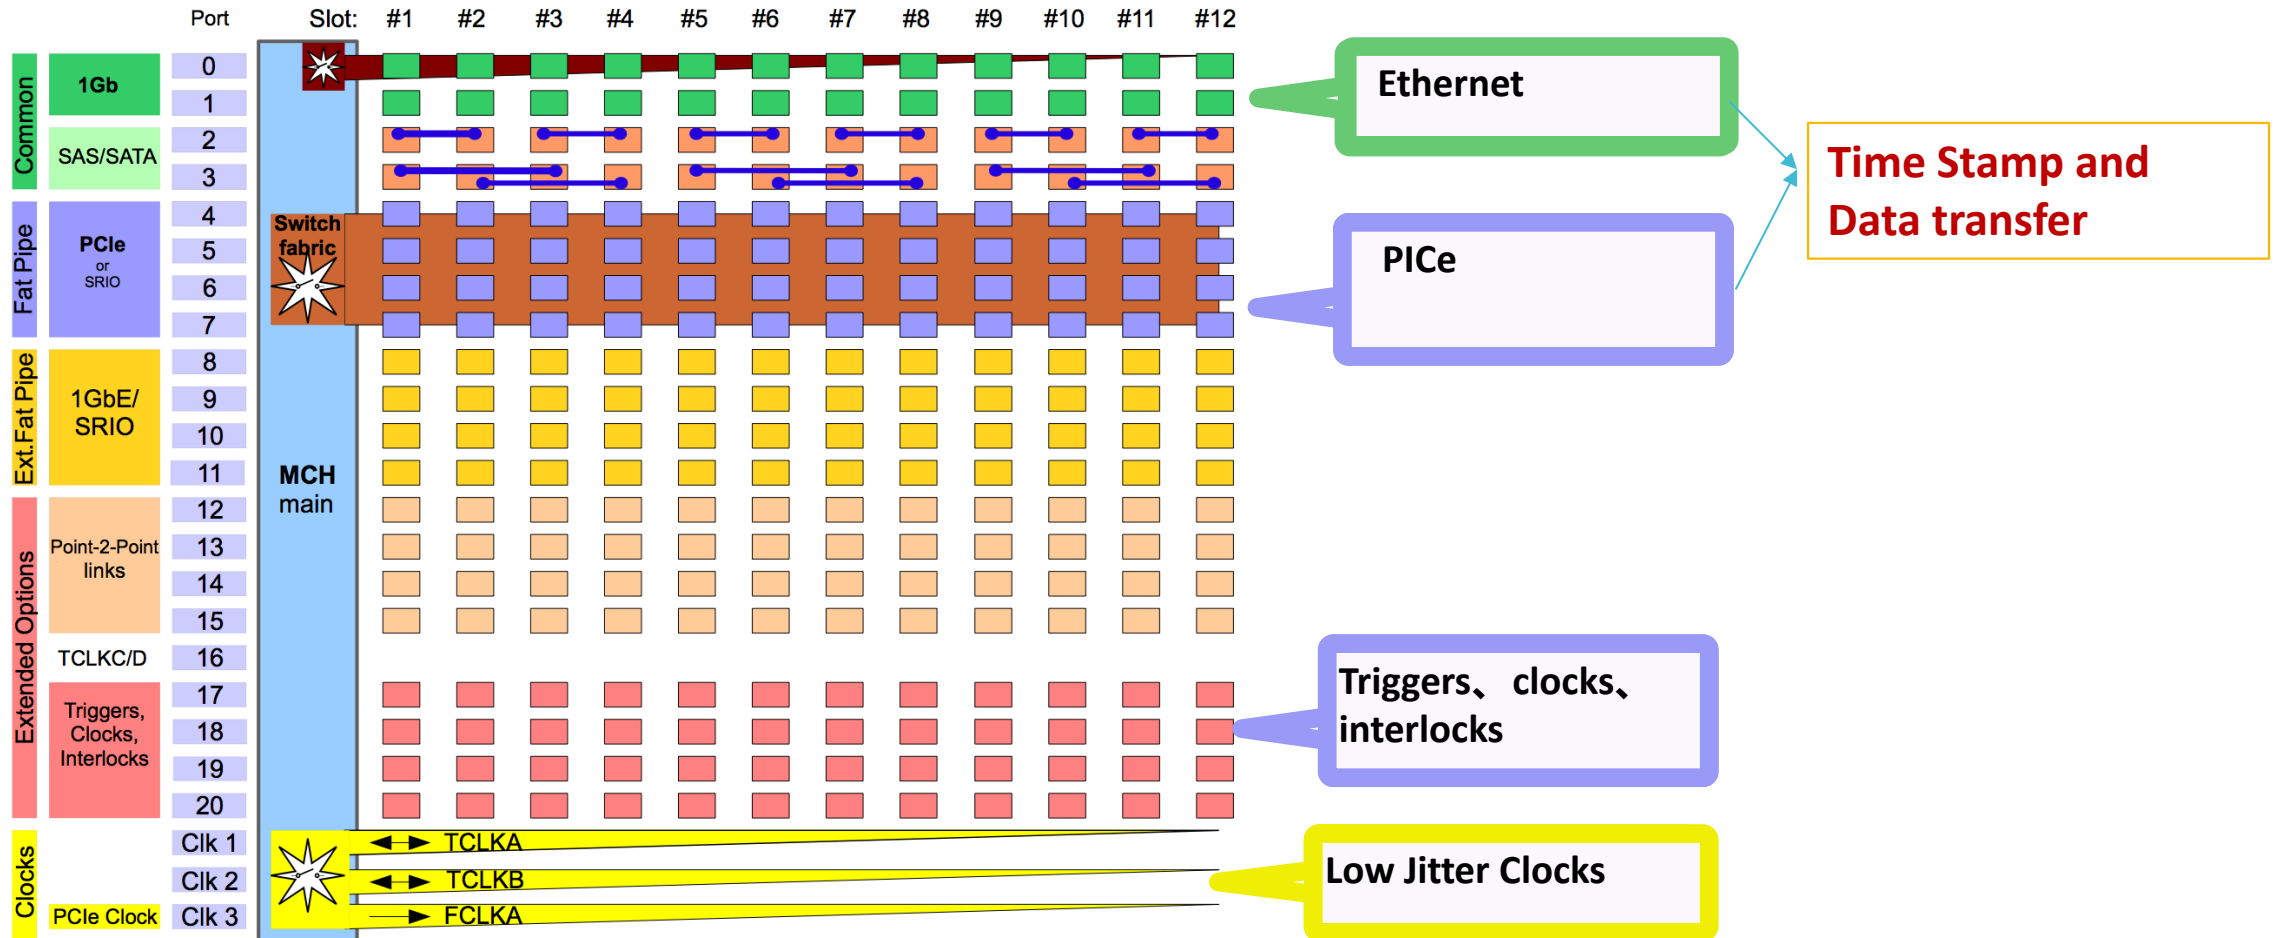 Port Slot: #1 #2 #3 #4 #5 #6 #7 #8 #9 #10 #11 #12
Common
1Gb
SAS/SATA
0
1
2
3
Fat Pipe
PCIe
or
SRIO
4
5
6
7
Ext.Fat Pipe
1GbE/
SRIO
8
9
10
11
Extended Options
Point-2-Point
links
12
13
14
15
TCLKC/D
16
Triggers,
Clocks,
Interlocks
17
18
19
20
Clocks
PCIe Clock
Clk 1
Clk 2
Clk 3
Switch
fabric
MCH
main
TCLKA
TCLKB
FCLKA
Ethernet
PICe
Time Stamp and
Data transfer
Triggers、 clocks、
interlocks
Low Jitter Clocks